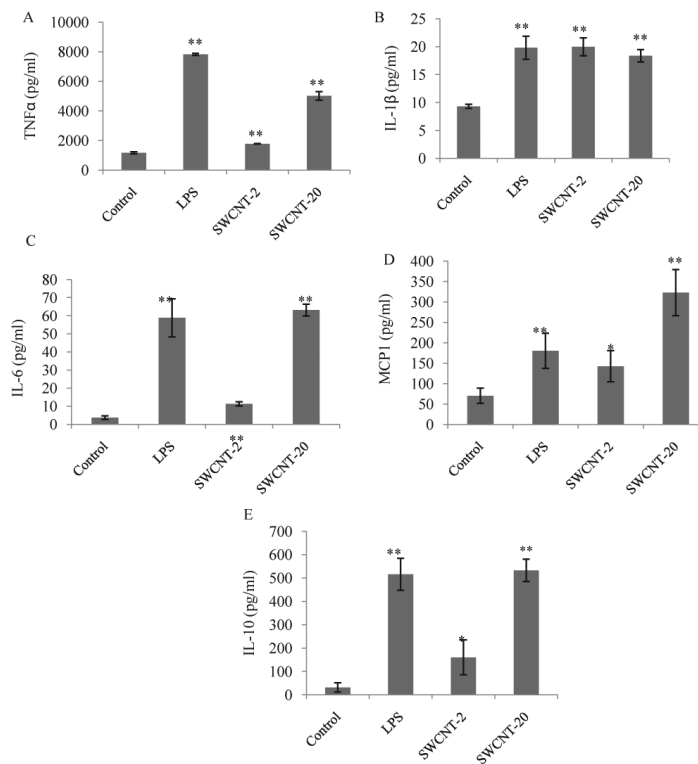 A
TNFα (pg/ml)
10000
8000
6000
4000
2000
0
**
**
**
Control
LPS
SWCNT-2
SWCNT-20
B
IL-1β (pg/ml)
25
20
15
10
5
0
**
**
**
Control
LPS
SWCNT-2
SWCNT-20
C
IL-6 (pg/ml)
80
70
60
50
40
30
20
10
0
**
**
**
Control
LPS
SWCNT-2
SWCNT-20
D
MCP1 (pg/ml)
400
350
300
250
200
150
100
50
0
**
*
**
Control
LPS
SWCNT-2
SWCNT-20
E
IL-10 (pg/ml)
700
600
500
400
300
200
100
0
**
*
**
Control
LPS
SWCNT-2
SWCNT-20